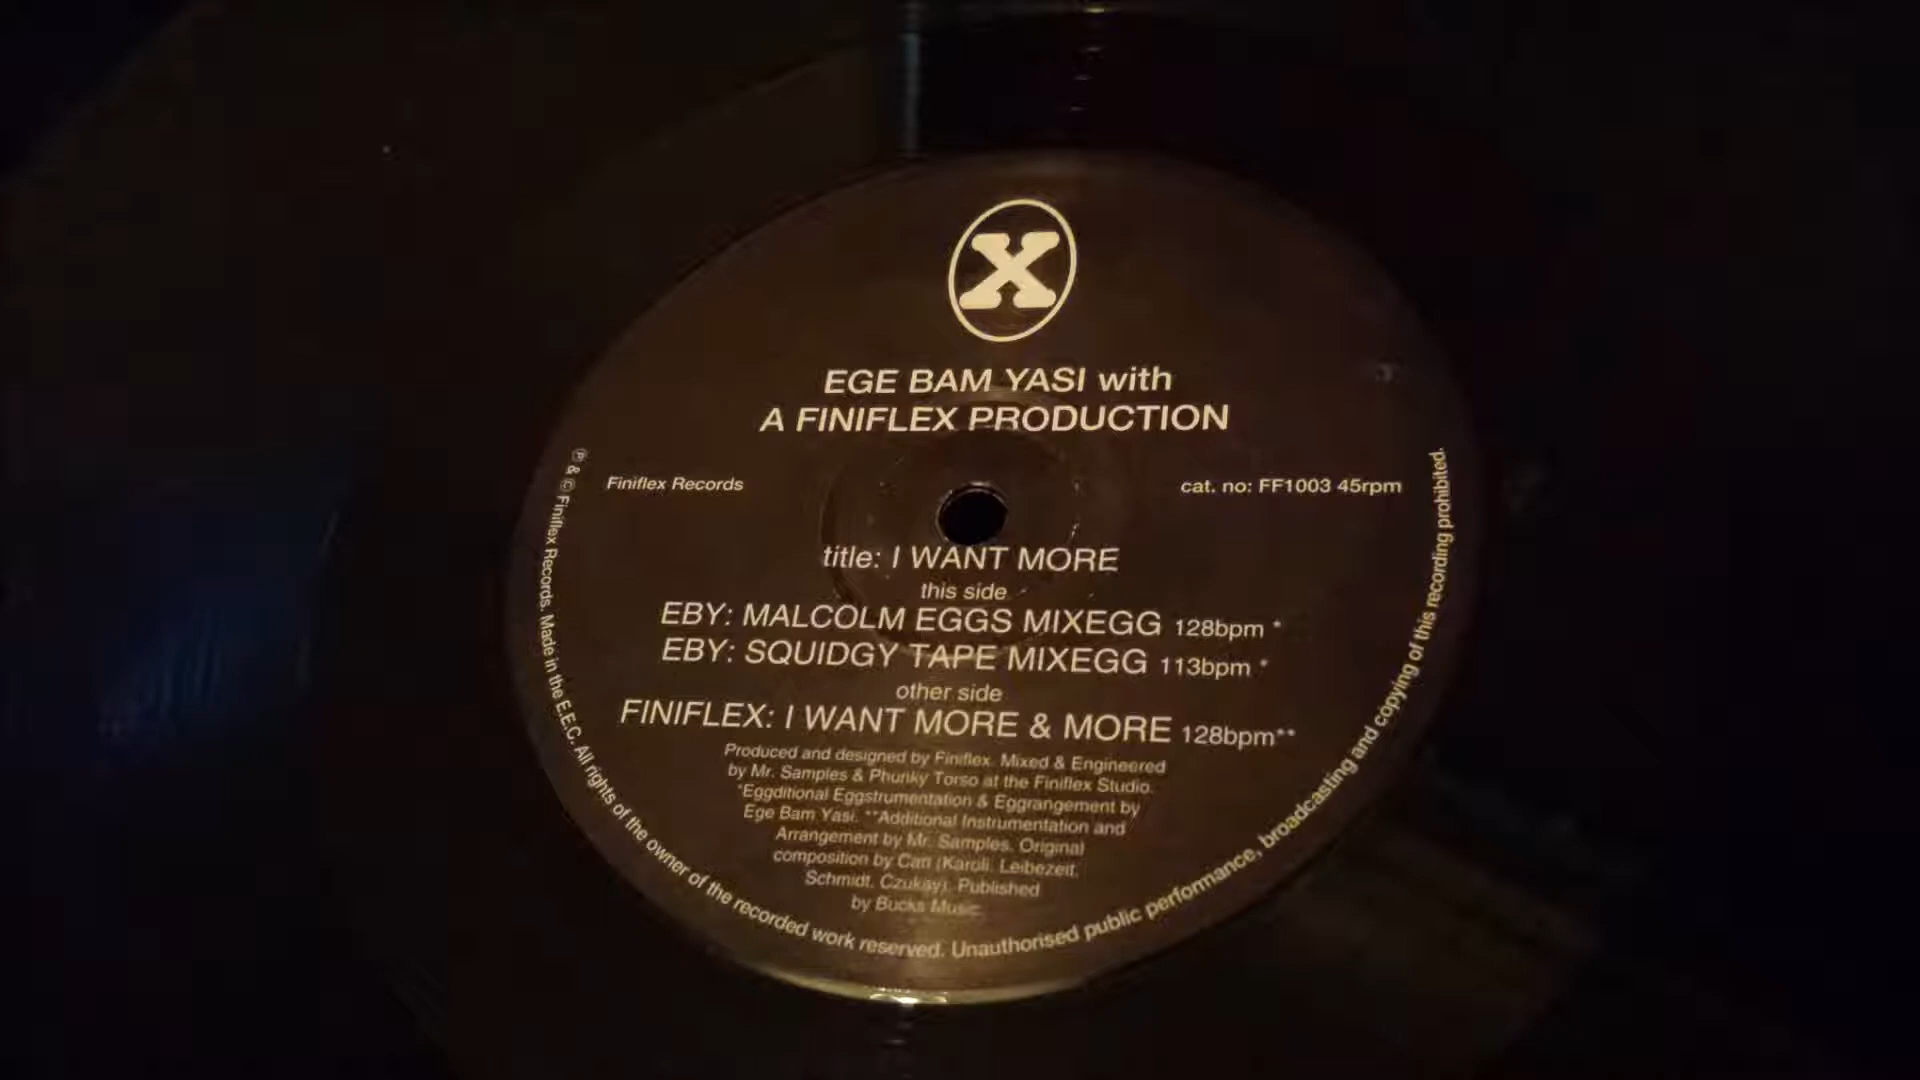 X
EGE BAM YASI with
A FINIFLEX PRODUCTION
Finiflex Records
cat. no: FF1003 45rpm
title: I WANT MORE
this side
EBY: MALCOLM EGGS MIXEGG 128bpm *
EBY: SQUIDGY TAPE MIXEGG 113bpm *
other side
FINIFLEX: I WANT MORE & MORE 128bpm**
Produced and designed by Finiflex. Mixed & Engineered
by Mr. Samples & Phunky Torso at the Finiflex Studio.
*Eggditional Eggstrumentation & Eggrangement by
Ege Bam Yasi. **Additional Instrumentation and
Arrangement by Mr. Samples. Original
composition by Can (Karoli, Leibezeit,
Schmidt, Czukay). Published
by Bucks Music
℗ & © Finiflex Records. Made in the E.E.C. All rights of the owner of the recorded work reserved. Unauthorised public performance, broadcasting and copying of this recording prohibited.